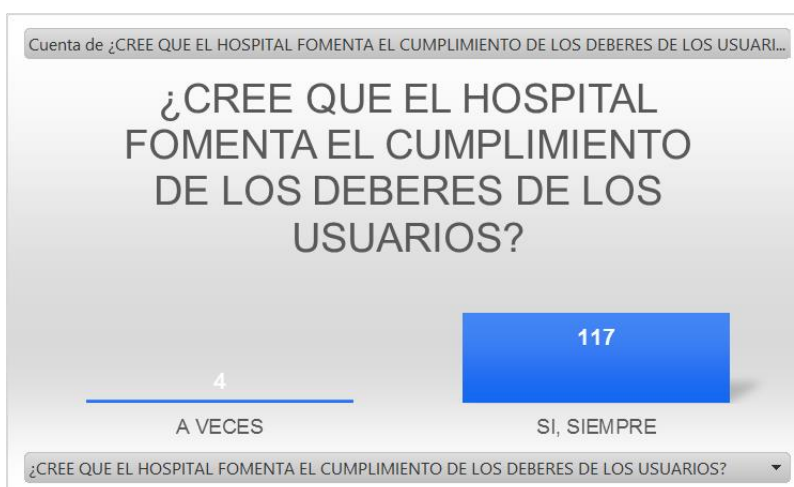 Cuenta de ¿CREE QUE EL HOSPITAL FOMENTA EL CUMPLIMIENTO DE LOS DEBERES DE LOS USUARI...
¿CREE QUE EL HOSPITAL
FOMENTA EL CUMPLIMIENTO
DE LOS DEBERES DE LOS
USUARIOS?
4
117
A VECES
SI, SIEMPRE
¿CREE QUE EL HOSPITAL FOMENTA EL CUMPLIMIENTO DE LOS DEBERES DE LOS USUARIOS?